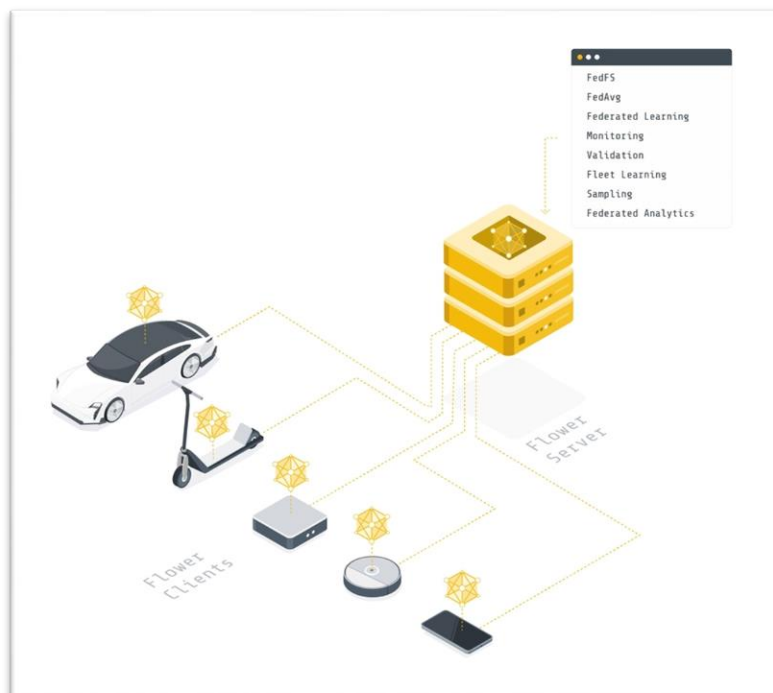 FedFS
FedAvg
Federated Learning
Monitoring
Validation
Fleet Learning
Sampling
Federated Analytics
Flower
Server
Flower
Clients